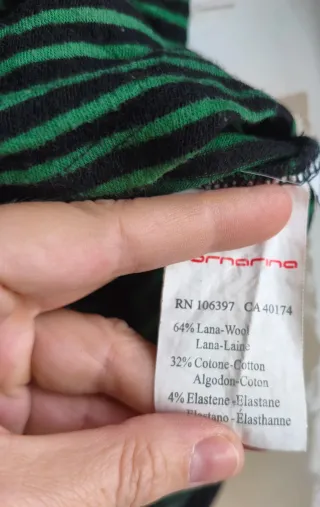 ornarina
RN 106397 CA 40174
64% Lana-Wool
Lana-Laine
32% Cotone-Cotton
Algodon-Coton
4% Elastene-Elastane
Elastano-Élasthanne